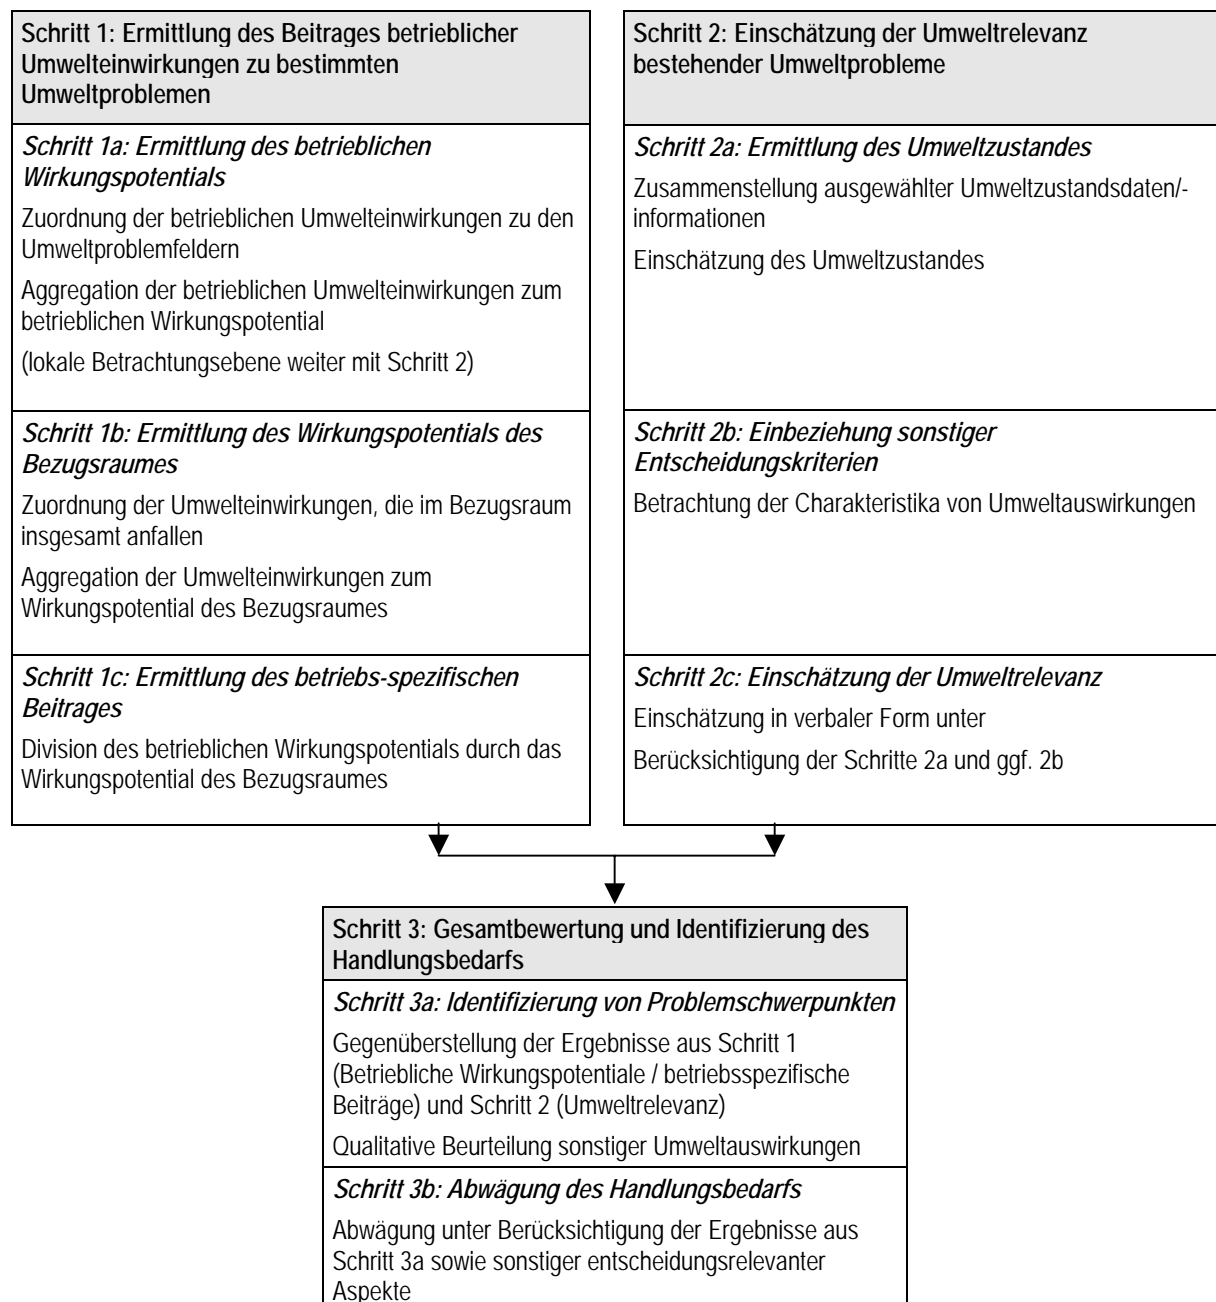 Schritt 1: Ermittlung des Beitrages betrieblicher
Umwelteinwirkungen zu bestimmten
Umweltproblemen
Schritt 1a: Ermittlung des betrieblichen
Wirkungspotentials
Zuordnung der betrieblichen Umwelteinwirkungen zu den
Umweltproblemfeldern
Aggregation der betrieblichen Umwelteinwirkungen zum
betrieblichen Wirkungspotential
(lokale Betrachtungsebene weiter mit Schritt 2)
Schritt 1b: Ermittlung des Wirkungspotentials des
Bezugsraumes
Zuordnung der Umwelteinwirkungen, die im Bezugsraum
insgesamt anfallen
Aggregation der Umwelteinwirkungen zum
Wirkungspotential des Bezugsraumes
Schritt 1c: Ermittlung des betriebs-spezifischen
Beitrages
Division des betrieblichen Wirkungspotentials durch das
Wirkungspotential des Bezugsraumes
Schritt 2: Einschätzung der Umweltrelevanz
bestehender Umweltprobleme
Schritt 2a: Ermittlung des Umweltzustandes
Zusammenstellung ausgewählter Umweltzustandsdaten/-
informationen
Einschätzung des Umweltzustandes
Schritt 2b: Einbeziehung sonstiger
Entscheidungskriterien
Betrachtung der Charakteristika von Umweltauswirkungen
Schritt 2c: Einschätzung der Umweltrelevanz
Einschätzung in verbaler Form unter
Berücksichtigung der Schritte 2a und ggf. 2b
Schritt 3: Gesamtbewertung und Identifizierung des
Handlungsbedarfs
Schritt 3a: Identifizierung von Problemschwerpunkten
Gegenüberstellung der Ergebnisse aus Schritt 1
(Betriebliche Wirkungspotentiale / betriebsspezifische
Beiträge) und Schritt 2 (Umweltrelevanz)
Qualitative Beurteilung sonstiger Umweltauswirkungen
Schritt 3b: Abwägung des Handlungsbedarfs
Abwägung unter Berücksichtigung der Ergebnisse aus
Schritt 3a sowie sonstiger entscheidungsrelevanter
Aspekte